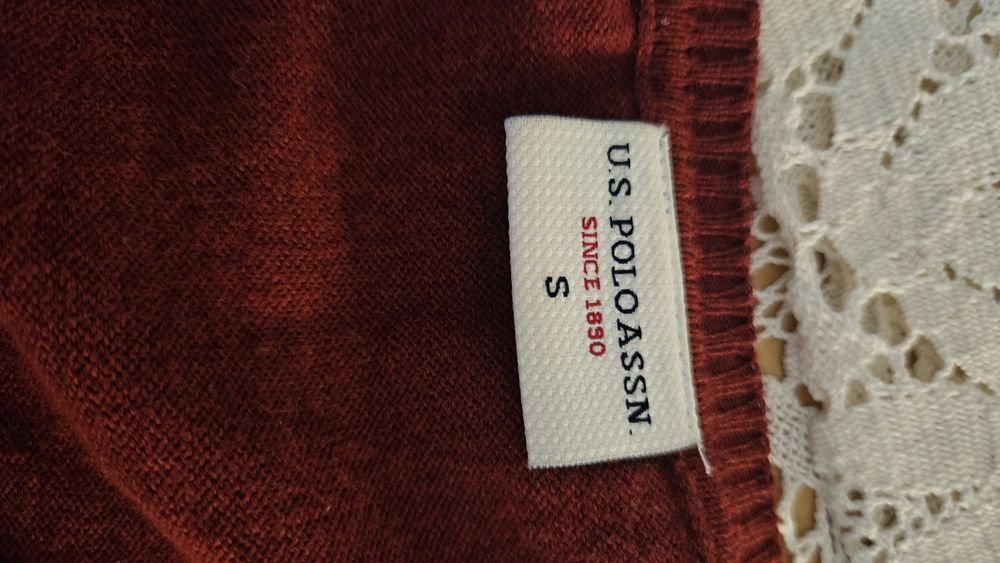 U.S. POLO ASSN.
SINCE 1890
S